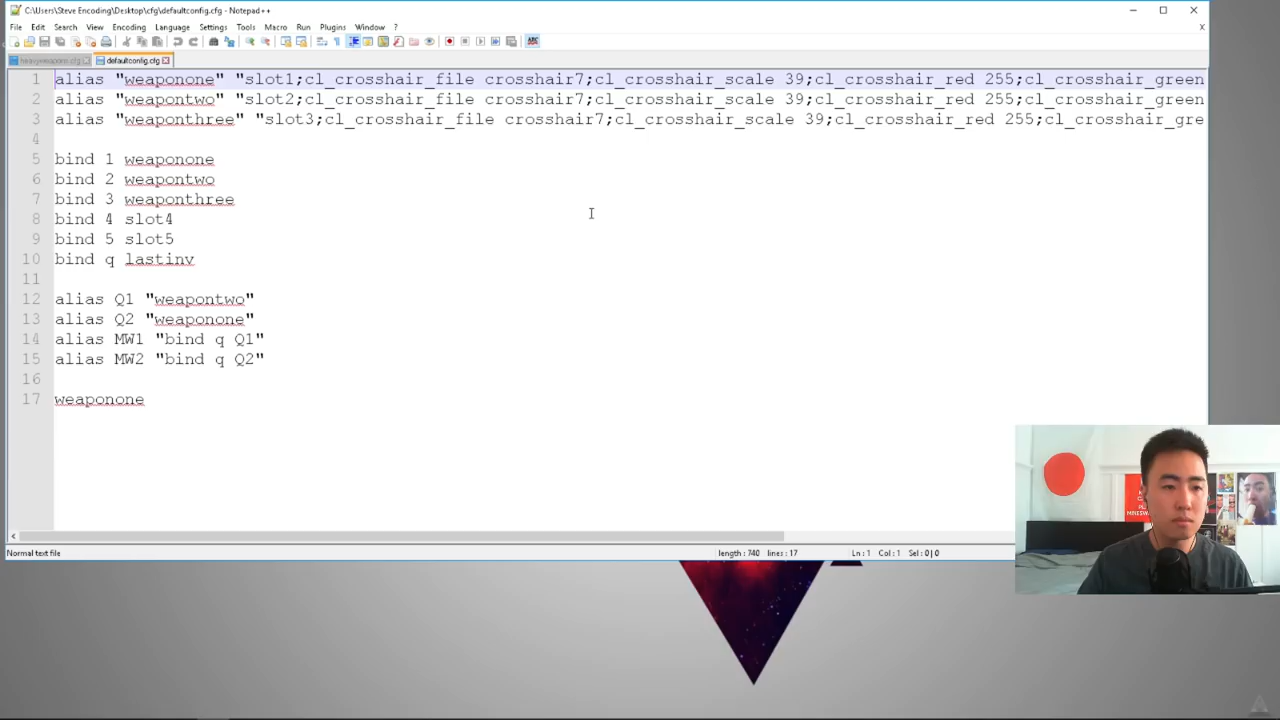 C:\Users\Steve Encoding\Desktop\cfg\defaultconfig.cfg - Notepad++
File Edit Search View Encoding Language Settings Tools Macro Run Plugins Window ? X
heavyweapons.cfg defaultconfig.cfg
1 alias "weaponone" "slot1;cl_crosshair_file crosshair7;cl_crosshair_scale 39;cl_crosshair_red 255;cl_crosshair_green
2 alias "weapontwo" "slot2;cl_crosshair_file crosshair7;cl_crosshair_scale 39;cl_crosshair_red 255;cl_crosshair_green
3 alias "weaponthree" "slot3;cl_crosshair_file crosshair7;cl_crosshair_scale 39;cl_crosshair_red 255;cl_crosshair_gre
4
5 bind 1 weaponone
6 bind 2 weapontwo
7 bind 3 weaponthree
8 bind 4 slot4
9 bind 5 slot5
10 bind q lastinv
11
12 alias Q1 "weapontwo"
13 alias Q2 "weaponone"
14 alias MW1 "bind q Q1"
15 alias MW2 "bind q Q2"
16
17 weaponone
Normal text file length : 740 lines : 17 Ln : 1 Col : 1 Sel : 0 | 0